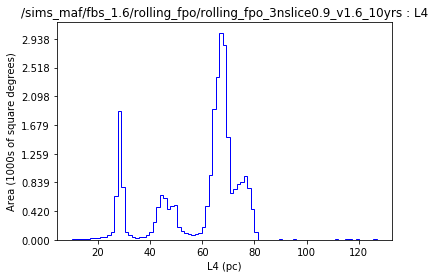 /sims_maf/fbs_1.6/rolling_fpo/rolling_fpo_3nslice0.9_v1.6_10yrs : L4
Area (1000s of square degrees)
2.938
2.518
2.098
1.679
1.259
0.839
0.420
0.000
20 40 60 80 100 120
L4 (pc)